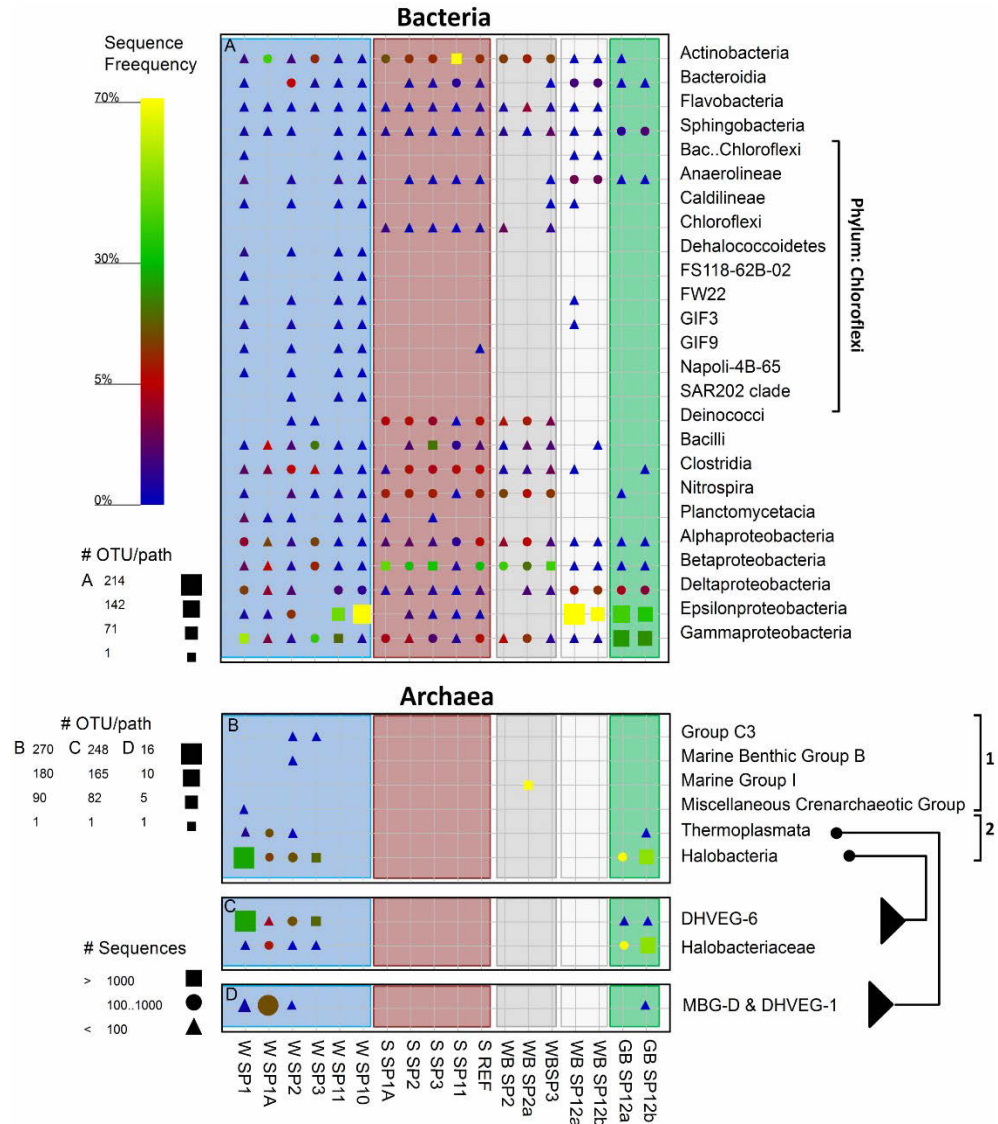 Bacteria
Sequence
Freequency
70%
30%
5%
0%
# OTU/path
A 214
142
71
1
A
Actinobacteria
Bacteroidia
Flavobacteria
Sphingobacteria
Bac..Chloroflexi
Anaerolineae
Caldilineae
Chloroflexi
Dehalococcoidetes
FS118-62B-02
FW22
GIF3
GIF9
Napoli-4B-65
SAR202 clade
Deinococci
Bacilli
Clostridia
Nitrospira
Planctomycetacia
Alphaproteobacteria
Betaproteobacteria
Deltaproteobacteria
Epsilonproteobacteria
Gammaproteobacteria
Phylum: Chloroflexi
Archaea
# OTU/path
B 270 C 248 D 16
180 165 10
90 82 5
1 1 1
B
Group C3
Marine Benthic Group B
Marine Group I
Miscellaneous Crenarchaeotic Group
Thermoplasmata
Halobacteria
1
2
C
DHVEG-6
Halobacteriaceae
# Sequences
> 1000
100..1000
< 100
D
MBG-D & DHVEG-1
W SP1
W SP1A
W SP2
W SP3
W SP11
W SP10
S SP1A
S SP2
S SP3
S SP11
S REF
WB SP2
WB SP2a
WBSP3
WB SP12a
WB SP12b
GB SP12a
GB SP12b